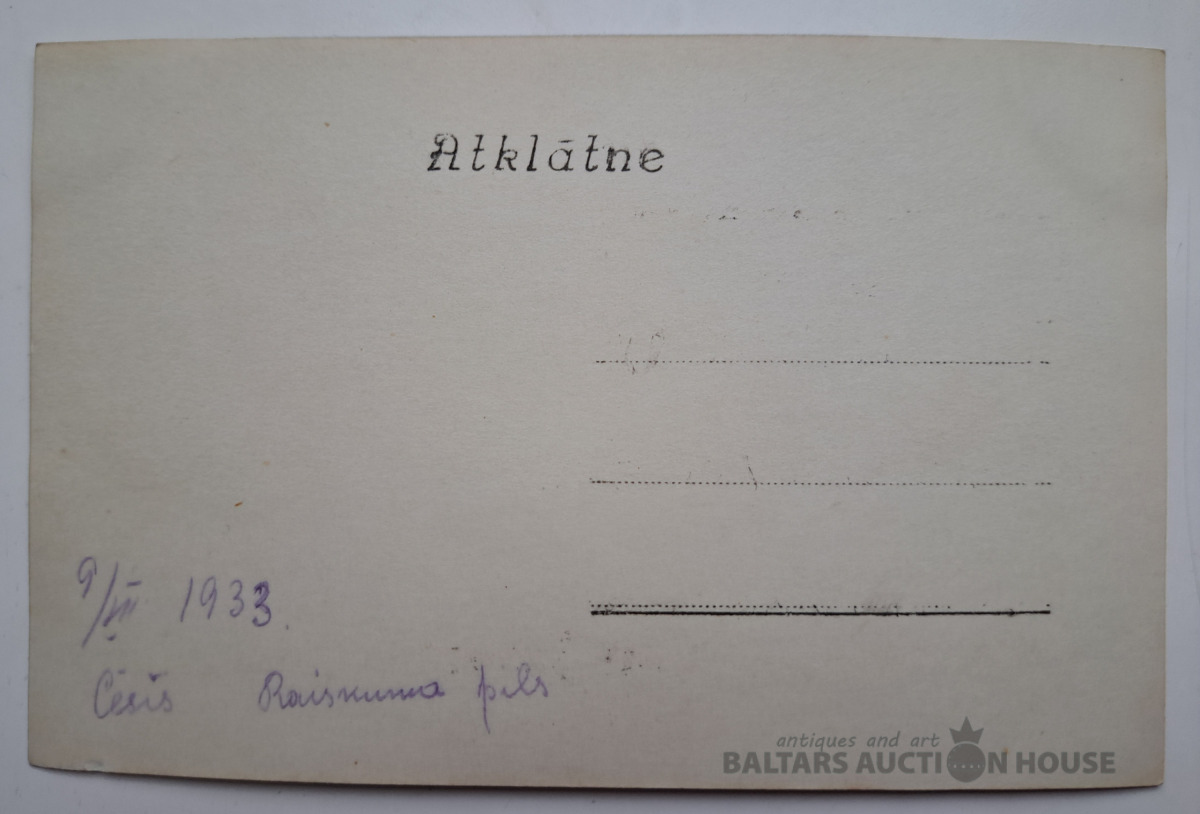 Atklātne
9/VII 1933.
Cēsis Raiskuma pils
antiques and art
BALTARS AUCTION HOUSE